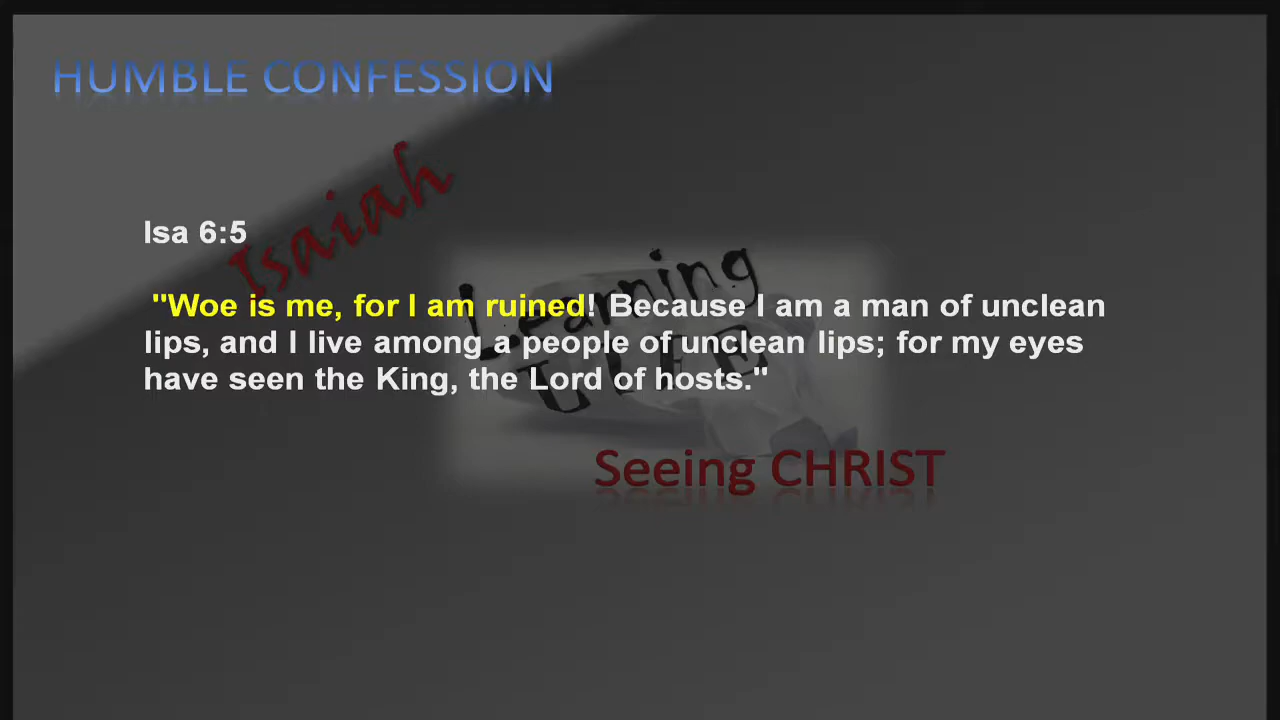 HUMBLE CONFESSION
Isaiah
Isa 6:5
"Woe is me, for I am ruined! Because I am a man of unclean
lips, and I live among a people of unclean lips; for my eyes
have seen the King, the Lord of hosts."
Learning
LIFE
Seeing CHRIST